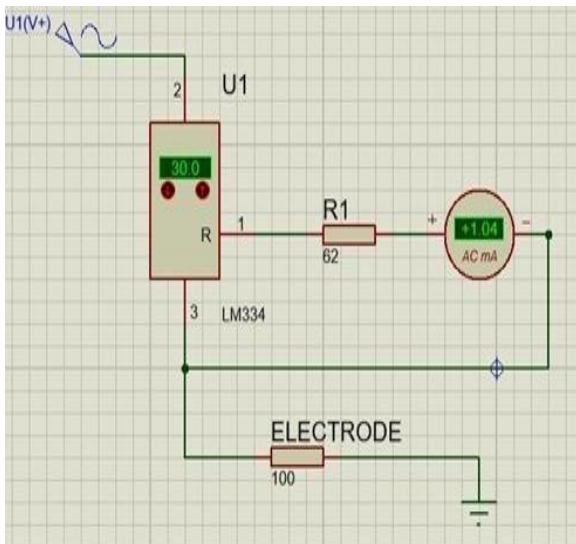 U1(V+)
2
U1
30.0
R
1
R1
62
+
+1.04
-
AC mA
3
LM334
ELECTRODE
100